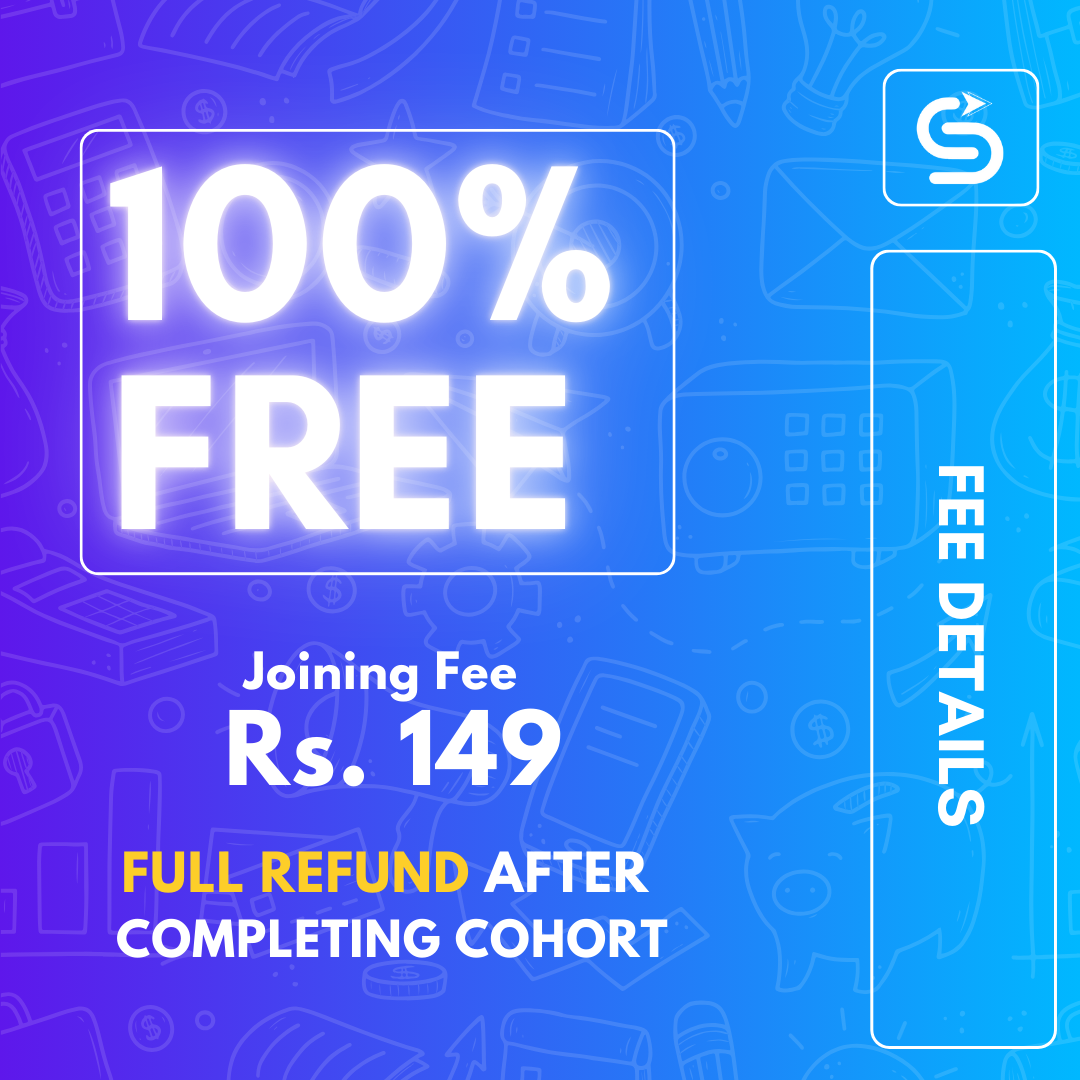 100%
FREE
Joining Fee
Rs. 149
FULL REFUND AFTER
COMPLETING COHORT
FEE DETAILS